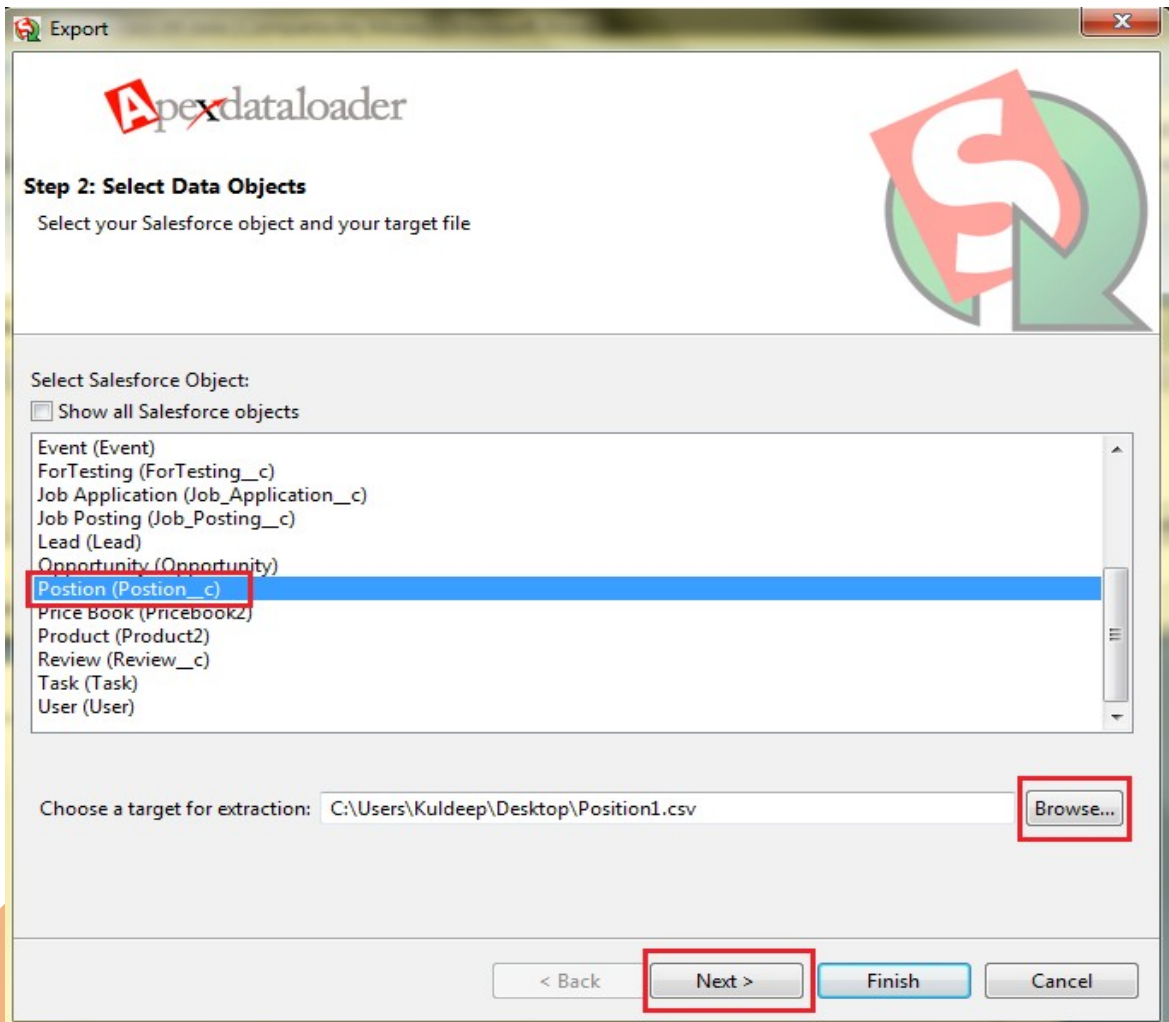 Export
Apexdataloader
Step 2: Select Data Objects
Select your Salesforce object and your target file
Select Salesforce Object:
Show all Salesforce objects
Event (Event)
ForTesting (ForTesting__c)
Job Application (Job_Application__c)
Job Posting (Job_Posting__c)
Lead (Lead)
Opportunity (Opportunity)
Postion (Postion__c)
Price Book (Pricebook2)
Product (Product2)
Review (Review__c)
Task (Task)
User (User)
Choose a target for extraction: C:\Users\Kuldeep\Desktop\Position1.csv Browse...
< Back Next > Finish Cancel